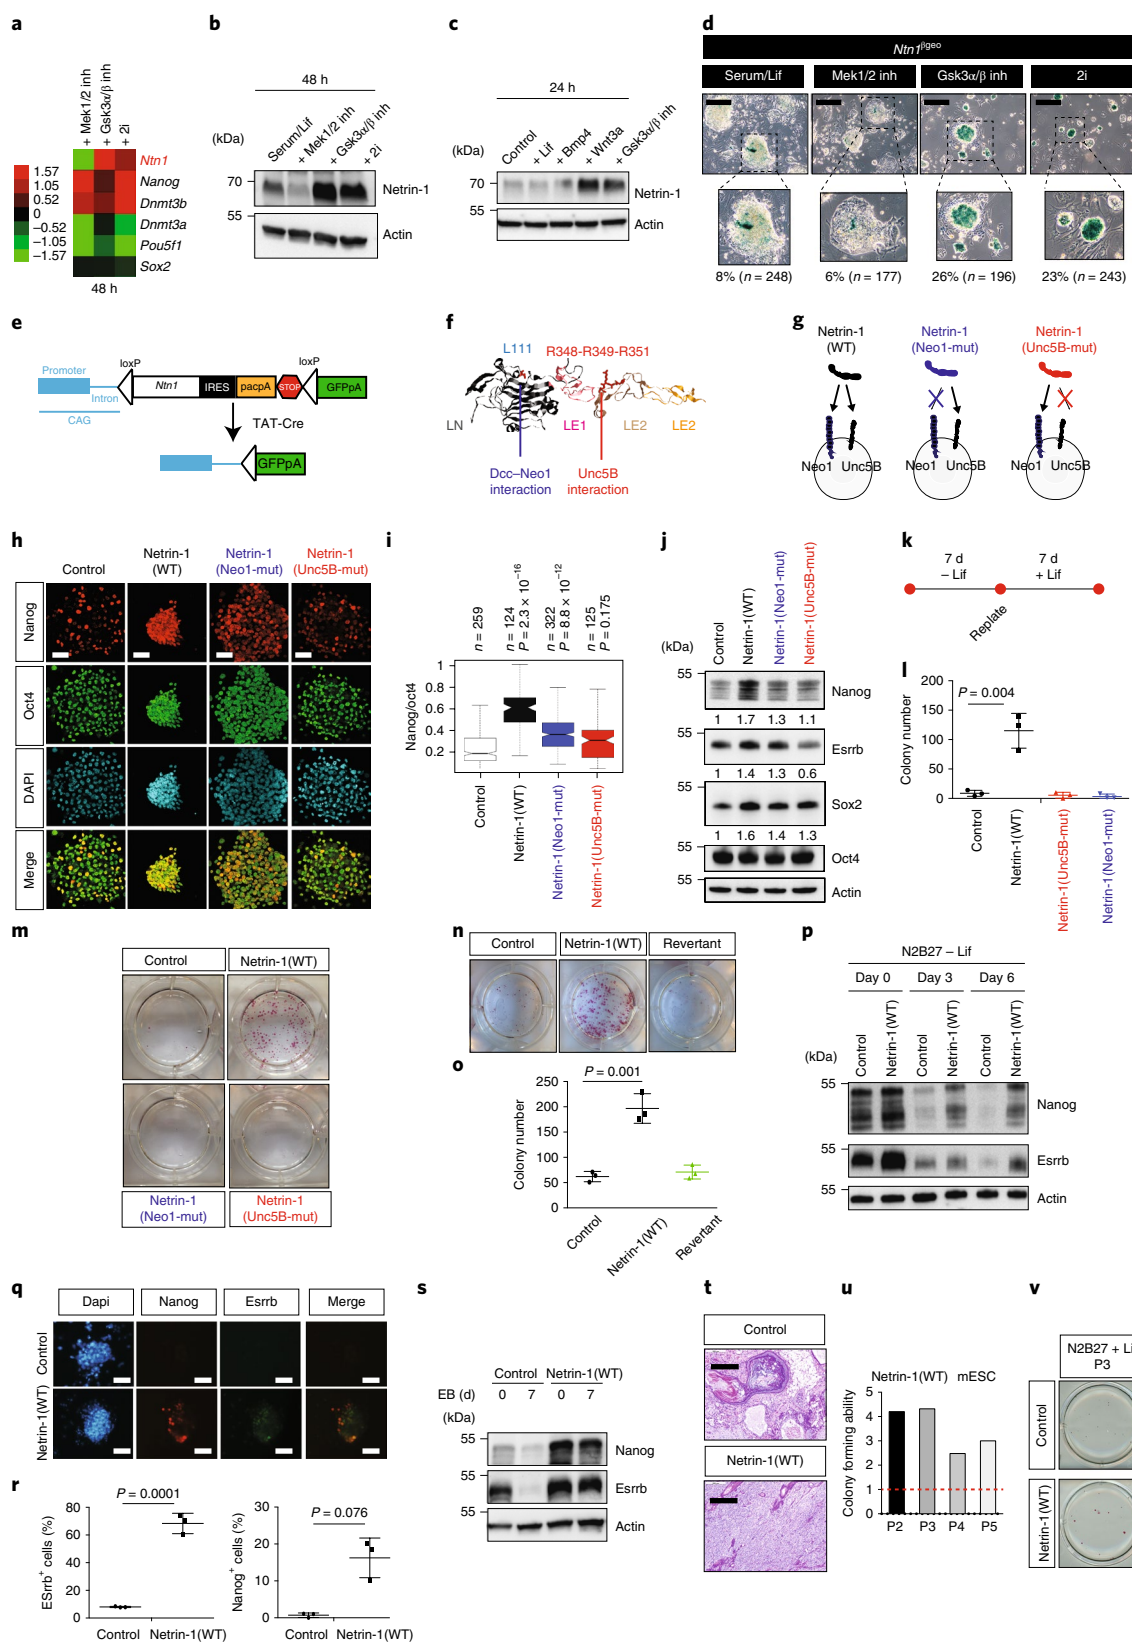 a
+ Mek1/2 inh
+ Gsk3α/β inh
+ 2i
1.57
1.05
0.52
0
−0.52
−1.05
−1.57
Ntn1
Nanog
Dnmt3b
Dnmt3a
Pou5f1
Sox2
48 h
b
48 h
(kDa)
Serum/Lif
+ Mek1/2 inh
+ Gsk3α/β inh
+ 2i
70
Netrin-1
55
Actin
c
24 h
(kDa)
Control
+ Lif
+ Bmp4
+ Wnt3a
+ Gsk3α/β inh
70
Netrin-1
55
Actin
d
Ntn1βgeo
Serum/Lif
Mek1/2 inh
Gsk3α/β inh
2i
8% (n = 248)
6% (n = 177)
26% (n = 196)
23% (n = 243)
e
Promoter
Intron
CAG
loxP
Ntn1
IRES
pacpA
STOP
loxP
GFPpA
TAT-Cre
GFPpA
f
L111
R348-R349-R351
LN
LE1
LE2
LE2
Dcc–Neo1
interaction
Unc5B
interaction
g
Netrin-1
(WT)
Netrin-1
(Neo1-mut)
Netrin-1
(Unc5B-mut)
Neo1 Unc5B
Neo1 Unc5B
Neo1 Unc5B
h
Control
Netrin-1
(WT)
Netrin-1
(Neo1-mut)
Netrin-1
(Unc5B-mut)
Nanog
Oct4
DAPI
Merge
i
n = 259
n = 124
P = 2.3 × 10−16
n = 322
P = 8.8 × 10−12
n = 125
P = 0.175
Nanog/oct4
1
0.8
0.6
0.4
0.2
Control
Netrin-1(WT)
Netrin-1(Neo1-mut)
Netrin-1(Unc5B-mut)
j
(kDa)
Control
Netrin-1(WT)
Netrin-1(Neo1-mut)
Netrin-1(Unc5B-mut)
55
Nanog
1 1.7 1.3 1.1
55
Esrrb
1 1.4 1.3 0.6
Sox2
1 1.6 1.4 1.3
55
Oct4
55
Actin
k
7 d
− Lif
7 d
+ Lif
Replate
l
Colony number
200
150
100
50
0
P = 0.004
Control
Netrin-1(WT)
Netrin-1(Unc5B-mut)
Netrin-1(Neo1-mut)
m
Control
Netrin-1(WT)
Netrin-1
(Neo1-mut)
Netrin-1
(Unc5B-mut)
n
Control
Netrin-1(WT)
Revertant
o
Colony number
250
200
150
100
50
0
P = 0.001
Control
Netrin-1(WT)
Revertant
p
N2B27 – Lif
Day 0
Day 3
Day 6
(kDa)
Control
Netrin-1(WT)
Control
Netrin-1(WT)
Control
Netrin-1(WT)
55
Nanog
55
Esrrb
55
Actin
q
Dapi
Nanog
Esrrb
Merge
Control
Netrin-1(WT)
r
ESrrb+ cells (%)
80
60
40
20
0
P = 0.0001
Control
Netrin-1(WT)
Nanog+ cells (%)
30
20
10
0
P = 0.076
Control
Netrin-1(WT)
s
Control
Netrin-1(WT)
EB (d) 0 7 0 7
(kDa)
55
Nanog
55
Esrrb
55
Actin
t
Control
Netrin-1(WT)
u
Netrin-1(WT) mESC
Colony forming ability
5
4
3
2
1
0
P2 P3 P4 P5
v
N2B27 + Li
P3
Control
Netrin-1(WT)